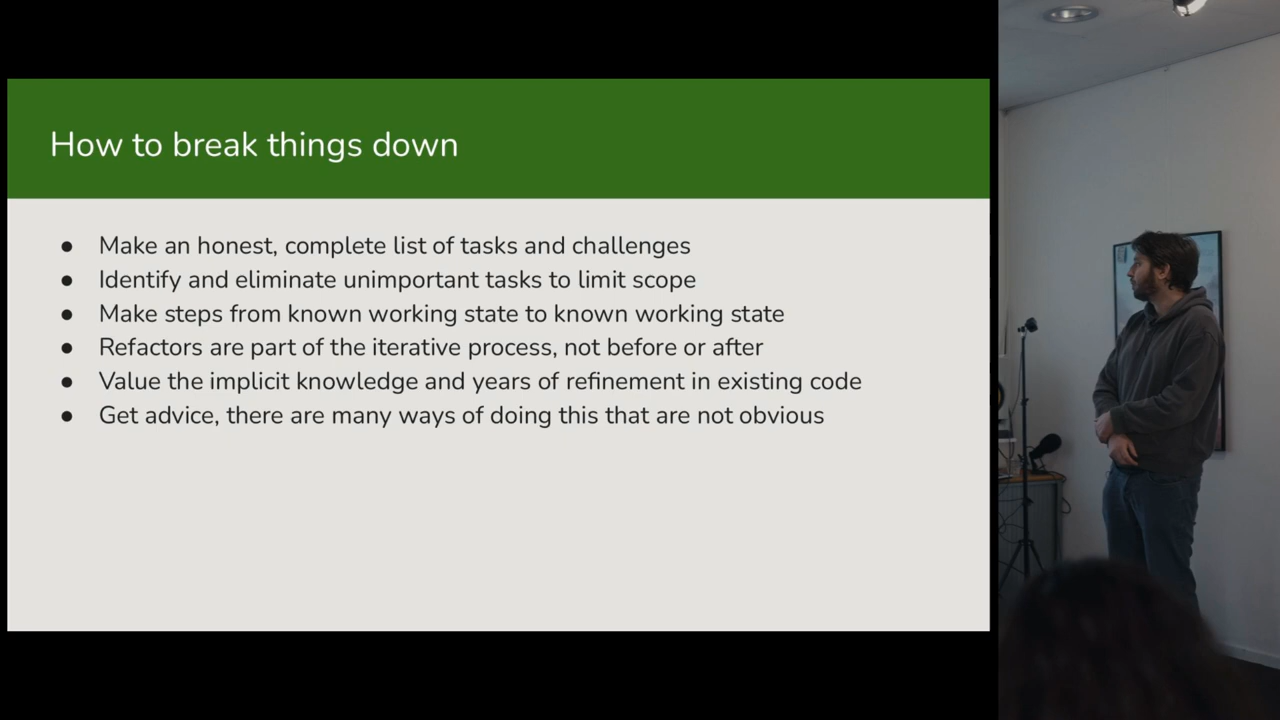 How to break things down
● Make an honest, complete list of tasks and challenges
● Identify and eliminate unimportant tasks to limit scope
● Make steps from known working state to known working state
● Refactors are part of the iterative process, not before or after
● Value the implicit knowledge and years of refinement in existing code
● Get advice, there are many ways of doing this that are not obvious